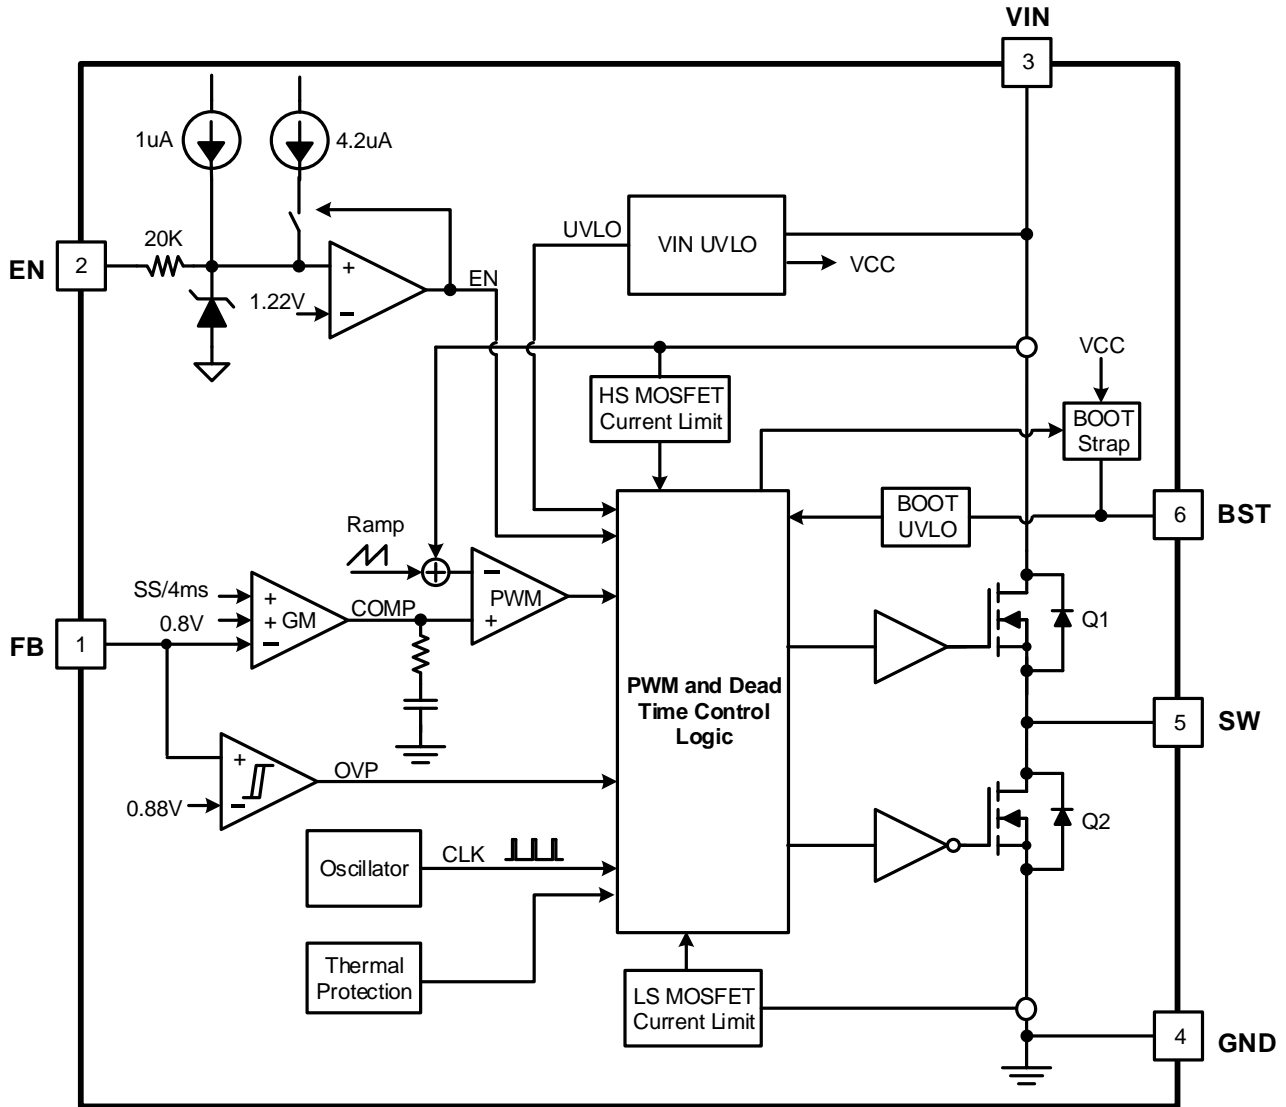 VIN
3
1uA
4.2uA
UVLO
VIN UVLO
VCC
20K
EN
2
+
EN
1.22V
−
VCC
HS MOSFET
Current Limit
BOOT
Strap
BOOT
UVLO
6
BST
Ramp
+
−
PWM
+
SS/4ms
+
COMP
0.8V
+
GM
−
FB
1
Q1
PWM and Dead
Time Control
Logic
5
SW
+
OVP
0.88V
−
Q2
Oscillator
CLK
Thermal
Protection
LS MOSFET
Current Limit
4
GND